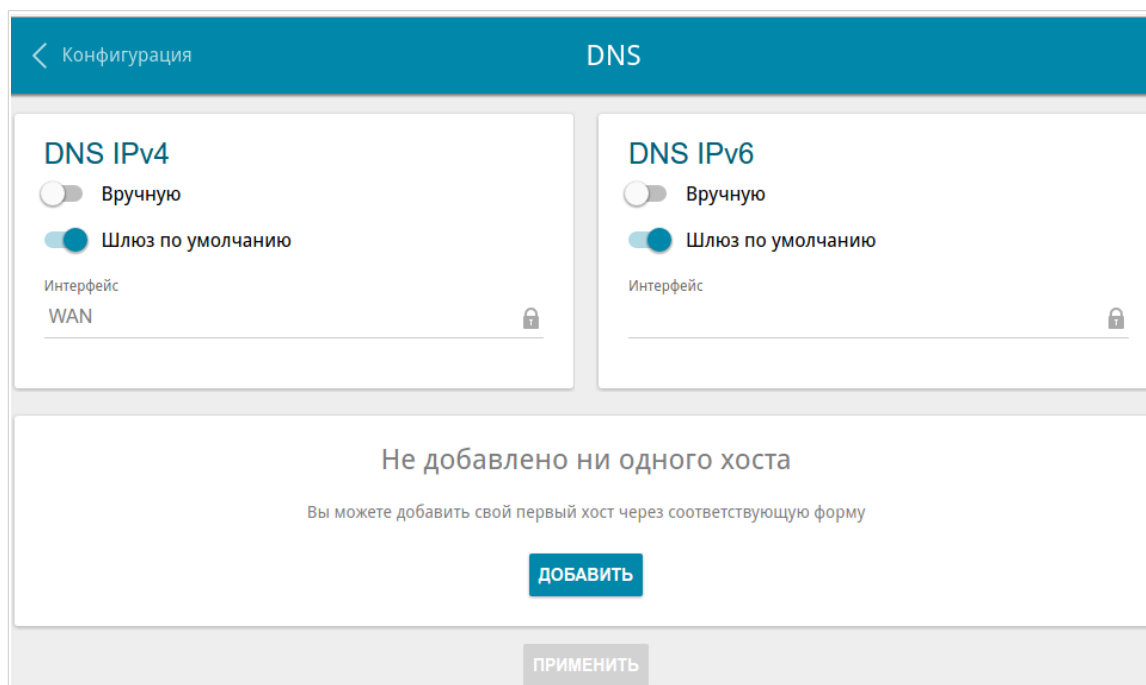 Конфигурация
DNS
DNS IPv4
Вручную
Шлюз по умолчанию
Интерфейс
WAN
DNS IPv6
Вручную
Шлюз по умолчанию
Интерфейс
Не добавлено ни одного хоста
Вы можете добавить свой первый хост через соответствующую форму
ДОБАВИТЬ
ПРИМЕНИТЬ